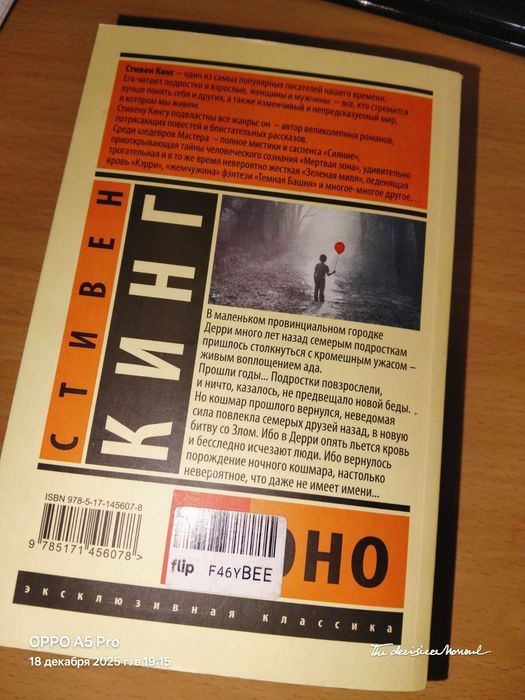 Стивен Кинг — один из самых популярных писателей нашего времени.
Его читают подростки и взрослые, женщины и мужчины — все, кто стремится
лучше понять себя и других, а также изменчивый и непредсказуемый мир,
в котором мы живем.
Стивену Кингу подвластны все жанры: он — автор великолепных романов,
потрясающих повестей и блистательных рассказов.
Среди шедевров Мастера — полное мистики и саспенса «Сияние»,
приоткрывающая тайны человеческого сознания «Мертвая зона», удивительно
трогательная и в то же время невероятно жесткая «Зеленая миля», леденящая
кровь «Кэрри», «жемчужина» фэнтези «Темная Башня» и многое-многое другое...
СТИВЕН
КИНГ
В маленьком провинциальном городке
Дерри много лет назад семерым подросткам
пришлось столкнуться с кромешным ужасом –
живым воплощением ада.
Прошли годы... Подростки повзрослели,
и ничто, казалось, не предвещало новой беды.
Но кошмар прошлого вернулся, неведомая
сила повлекла семерых друзей назад, в новую
битву со Злом. Ибо в Дерри опять льется кровь
и бесследно исчезают люди. Ибо вернулось
порождение ночного кошмара, настолько
невероятное, что даже не имеет имени...
ISBN 978-5-17-145607-8
9 785171 456078 >
flip F46YBEE
ОНО
эксклюзивная классика
OPPO A5 Pro
18 декабря 2025 г. в 19:15
The decisive Moment